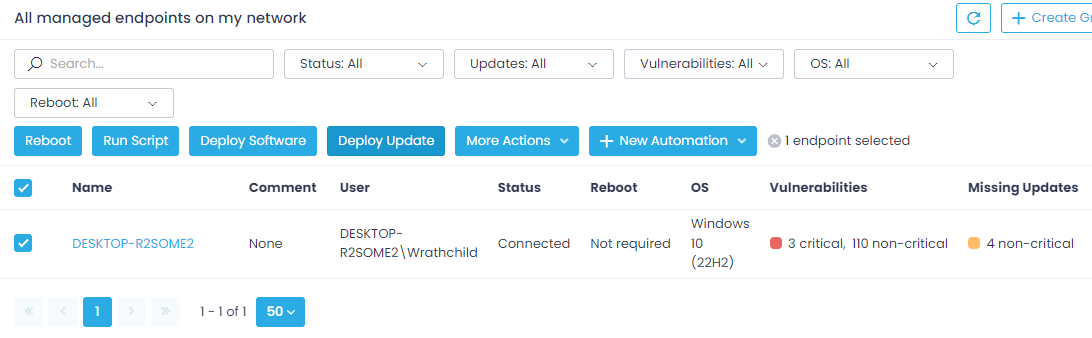 All managed endpoints on my network
+ Create Gr
Search...
Status: All
Updates: All
Vulnerabilities: All
OS: All
Reboot: All
Reboot
Run Script
Deploy Software
Deploy Update
More Actions
+ New Automation
1 endpoint selected
Name Comment User Status Reboot OS Vulnerabilities Missing Updates
DESKTOP-R2SOME2
None
DESKTOP-
R2SOME2\Wrathchild
Connected
Not required
Windows
10
(22H2)
3 critical, 110 non-critical
4 non-critical
« ‹ 1 › »
1 - 1 of 1
50